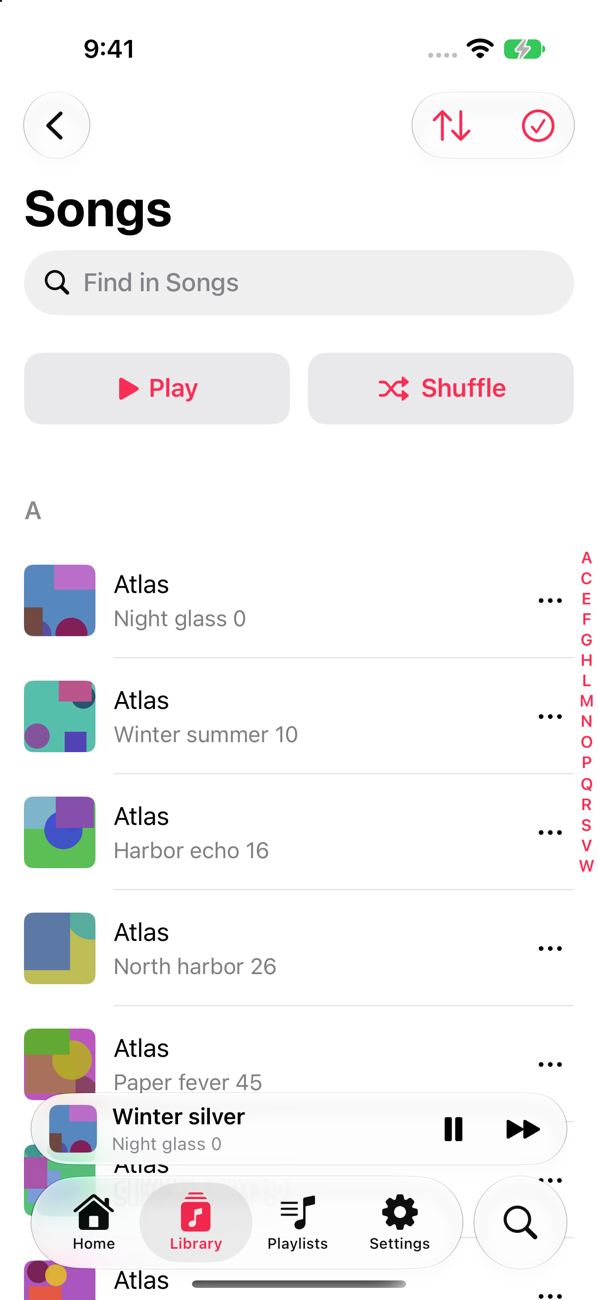 9:41
Songs
Find in Songs
Play
Shuffle
A
Atlas
Night glass 0
Atlas
Winter summer 10
Atlas
Harbor echo 16
Atlas
North harbor 26
Atlas
Paper fever 45
A
C
E
F
G
H
L
M
N
O
P
Q
R
S
V
W
Winter silver
Night glass 0
Atlas
Home
Library
Playlists
Settings
Atlas